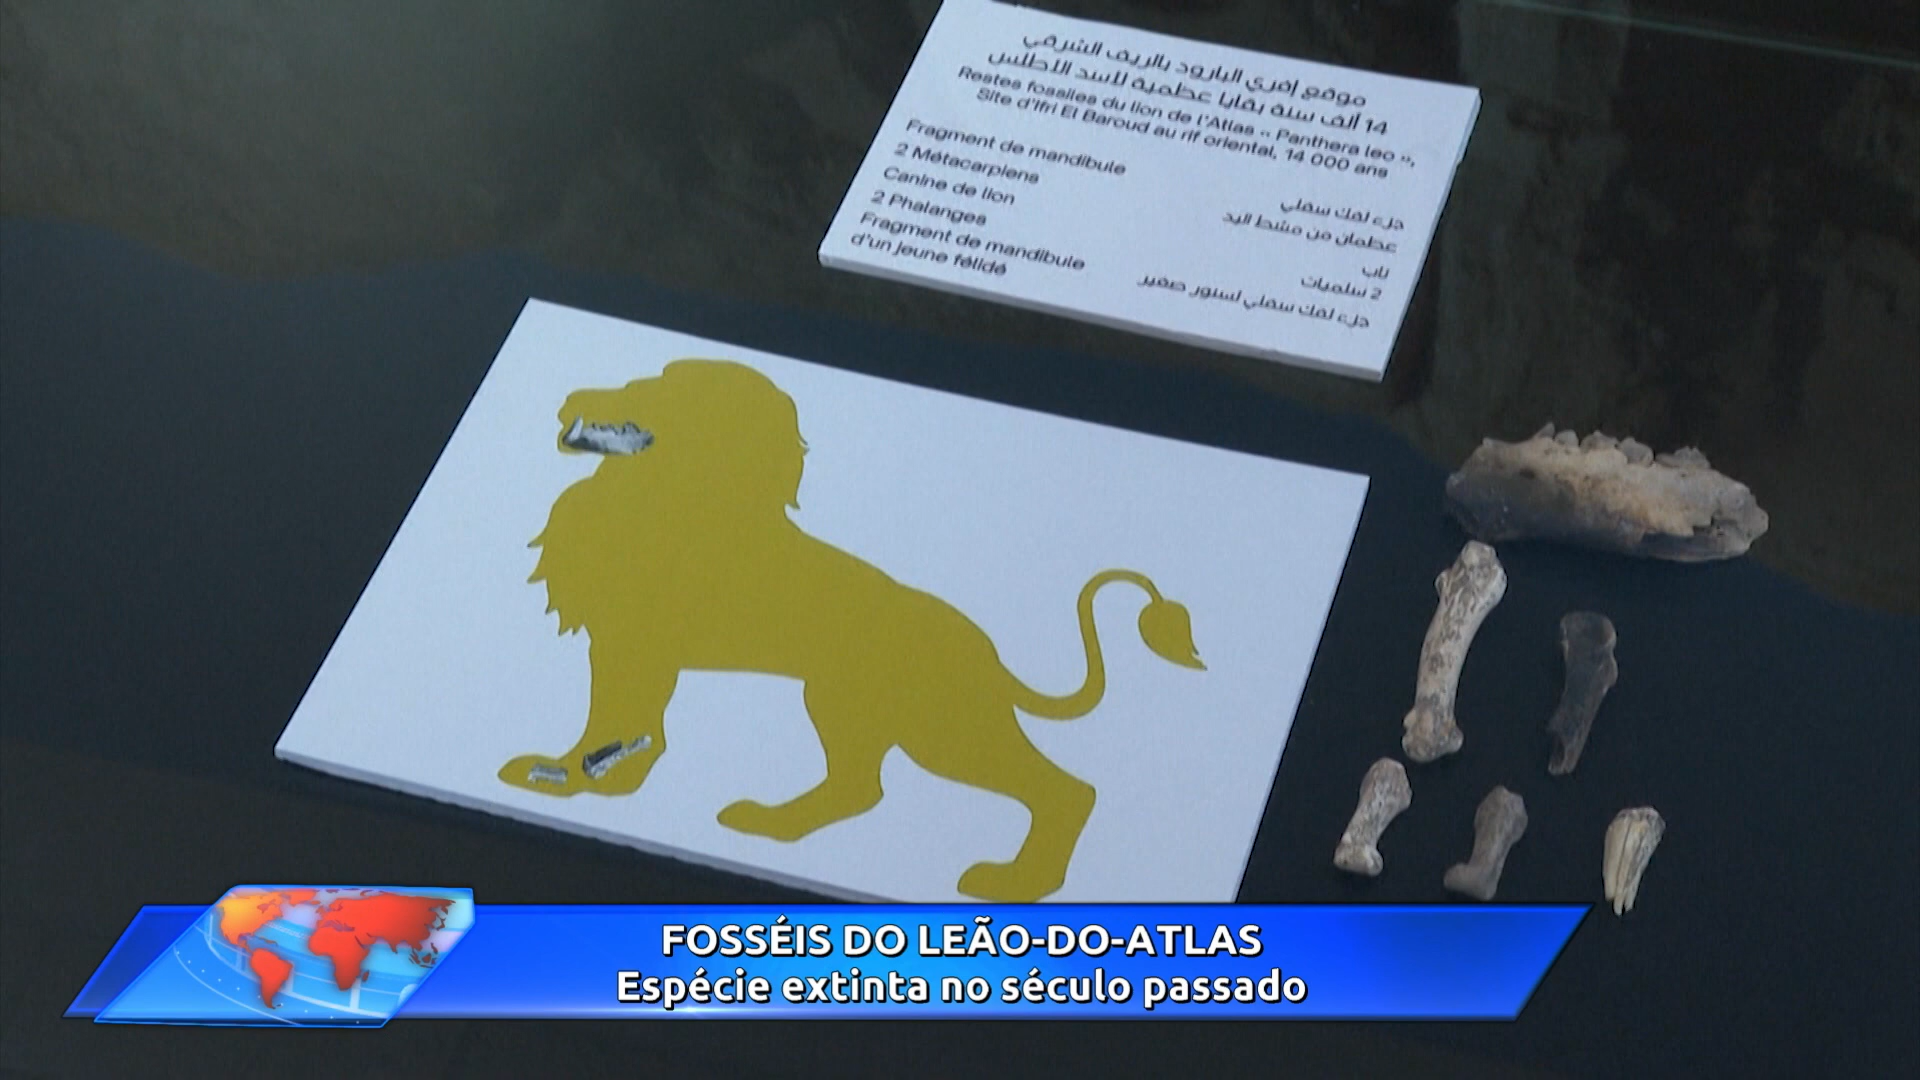 موقع إفري البارود بالريف الشرقي
14 ألف سنة بقايا عظمية لأسد الأطلس
Restes fossiles du lion de l'Atlas « Panthera leo »,
Site d'Ifri El Baroud au rif oriental, 14 000 ans
Fragment de mandibule
2 Métacarpiens
Canine de lion
2 Phalanges
Fragment de mandibule
d'un jeune félidé
جزء لفك سفلي
عظمان من مشط اليد
ناب
2 سلميات
جزء لفك سفلي لسنور صغير
FOSSÉIS DO LEÃO-DO-ATLAS
Espécie extinta no século passado